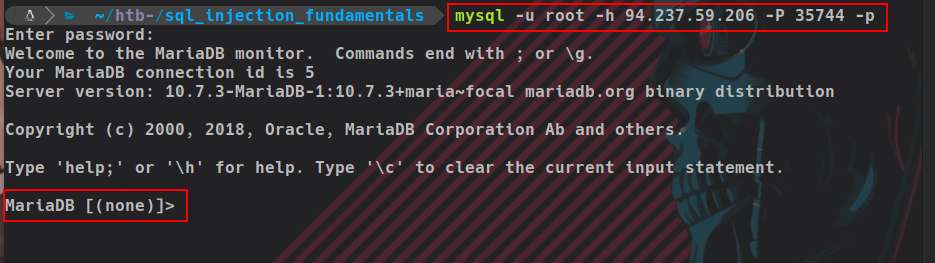 ~/htb-/sql_injection_fundamentals mysql -u root -h 94.237.59.206 -P 35744 -p
Enter password:
Welcome to the MariaDB monitor.  Commands end with ; or \g.
Your MariaDB connection id is 5
Server version: 10.7.3-MariaDB-1:10.7.3+maria~focal mariadb.org binary distribution
Copyright (c) 2000, 2018, Oracle, MariaDB Corporation Ab and others.
Type 'help;' or '\h' for help. Type '\c' to clear the current input statement.
MariaDB [(none)]>